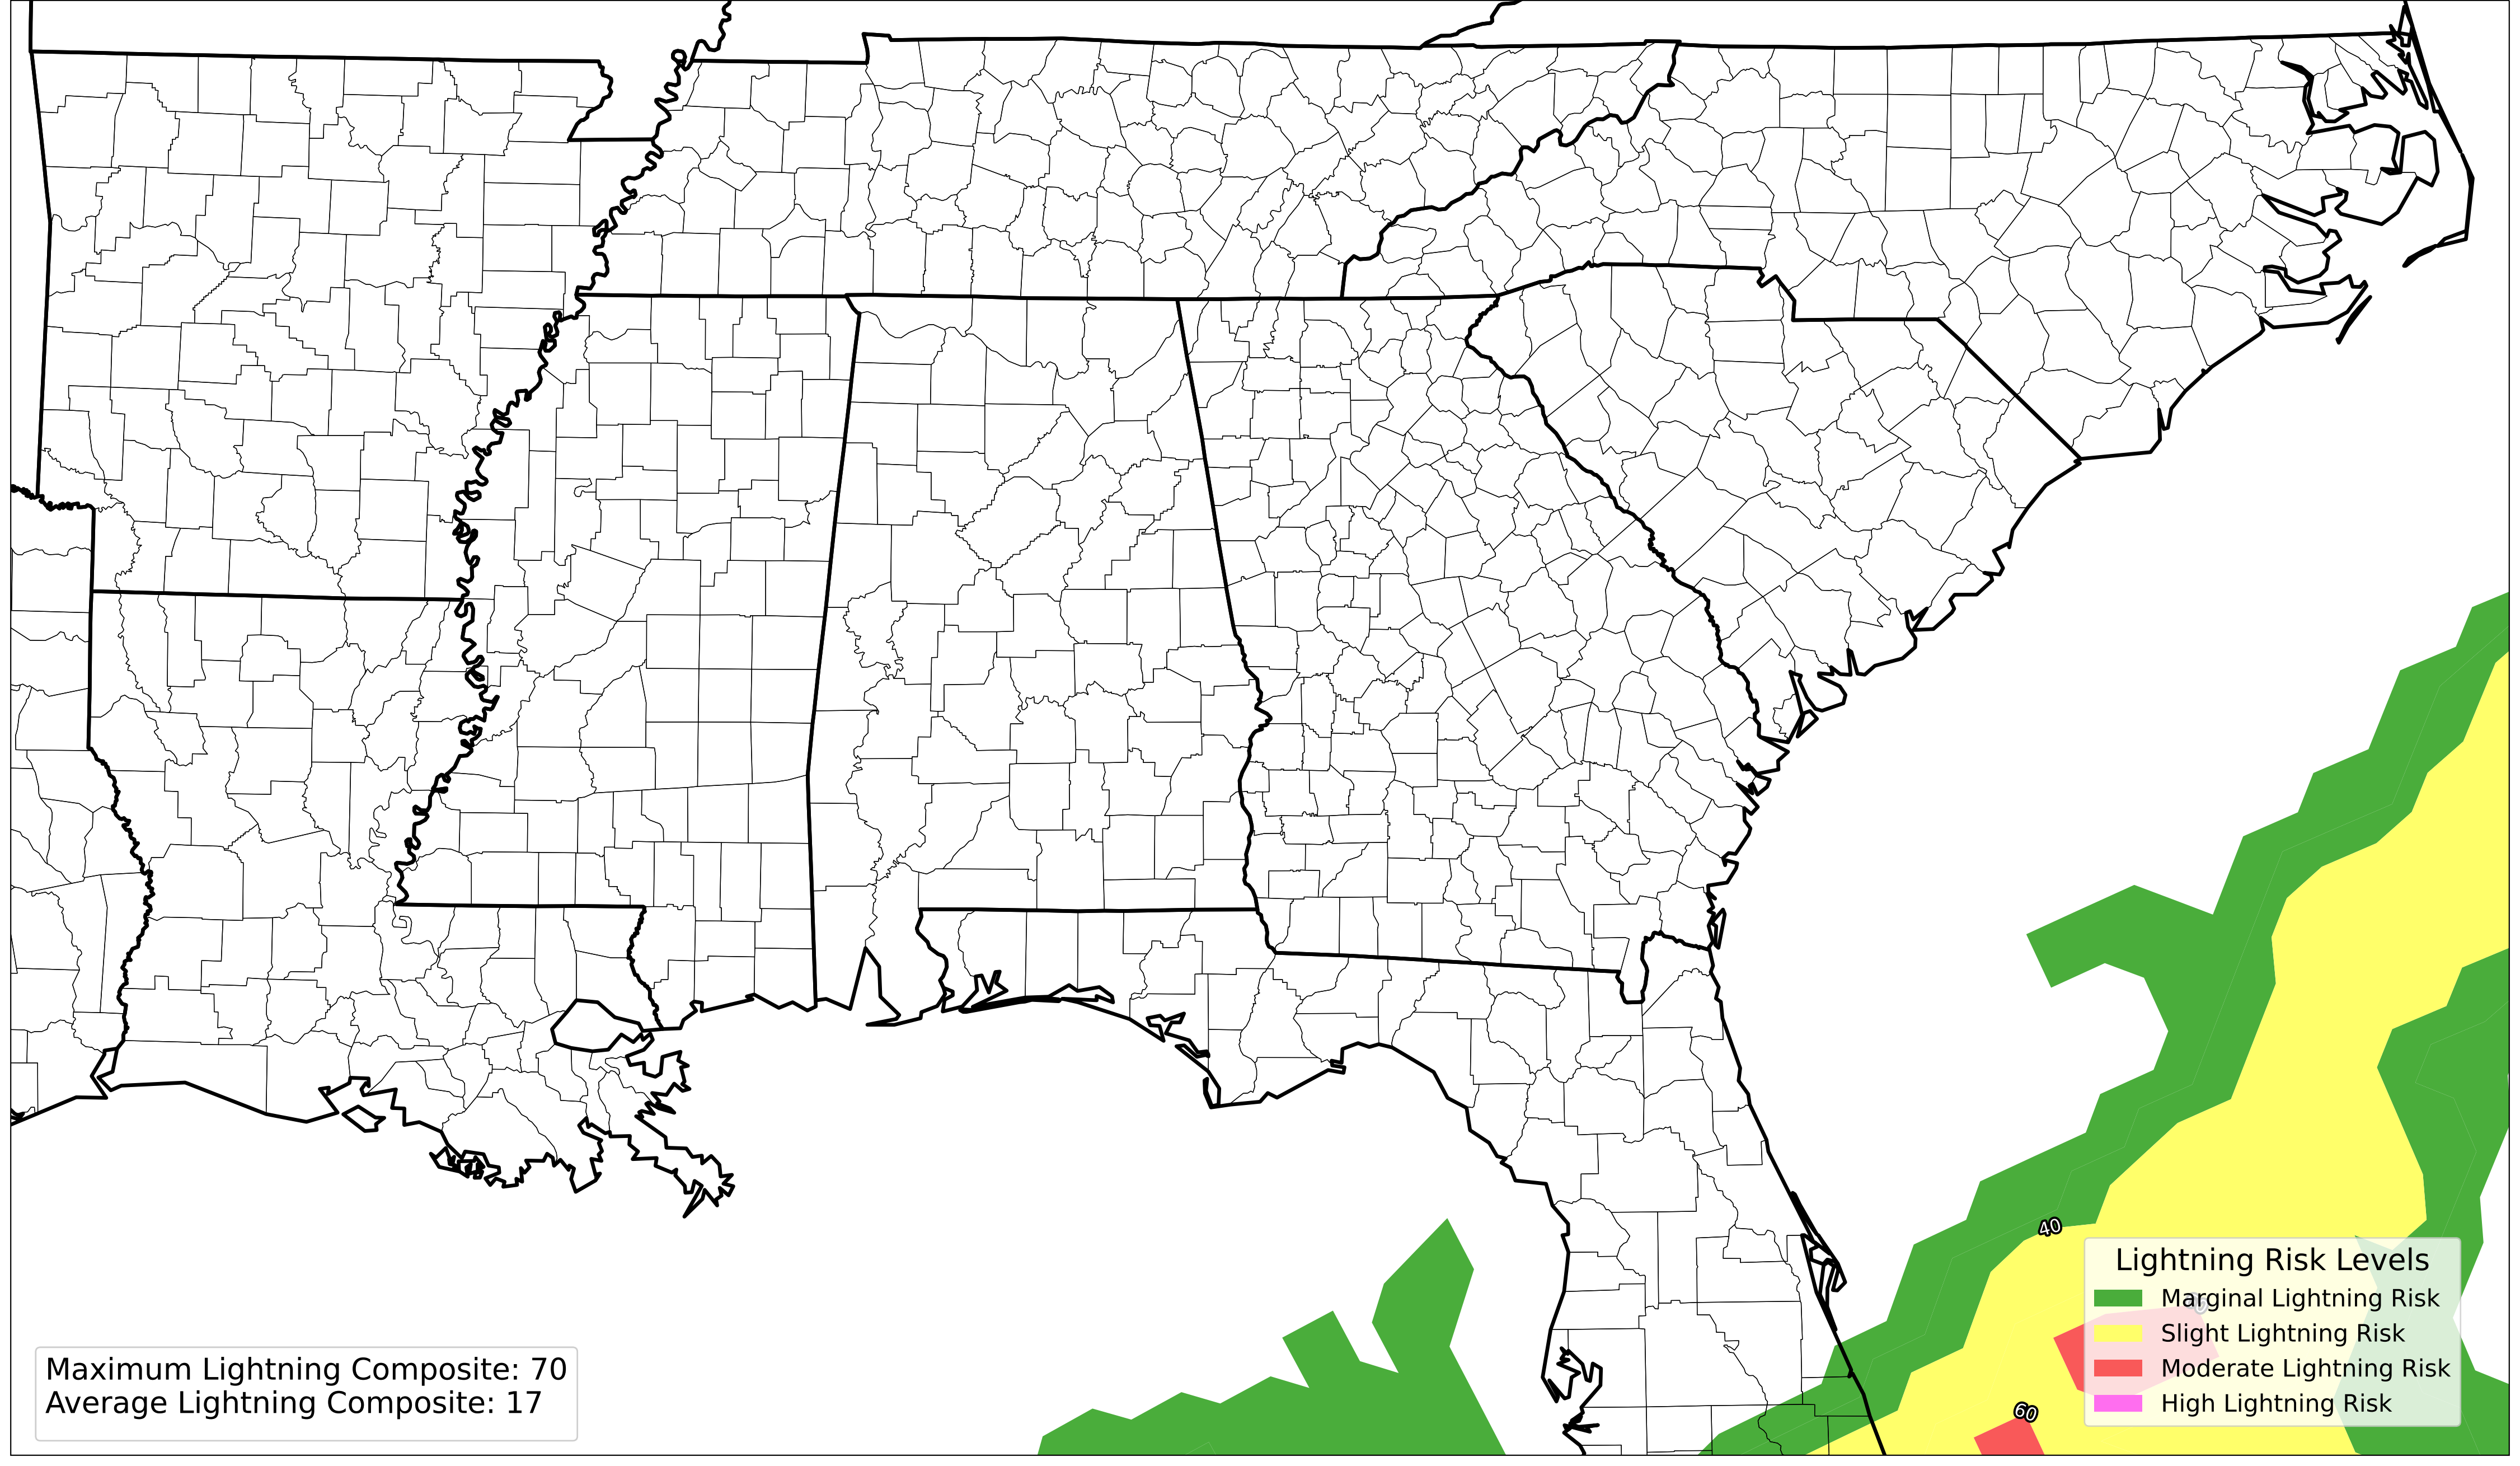 40
Lightning Risk Levels
Marginal Lightning Risk
Slight Lightning Risk
Moderate Lightning Risk
High Lightning Risk
Maximum Lightning Composite: 70
Average Lightning Composite: 17
60